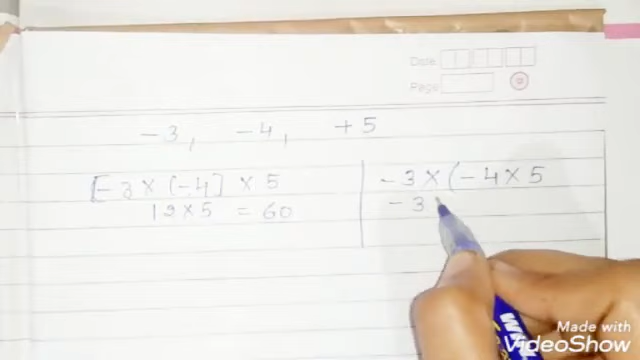 Date
Page
-3, -4, +5
[-3 × (-4] × 5
12 × 5 = 60
-3 × (-4 × 5
-3
Made with
VideoShow